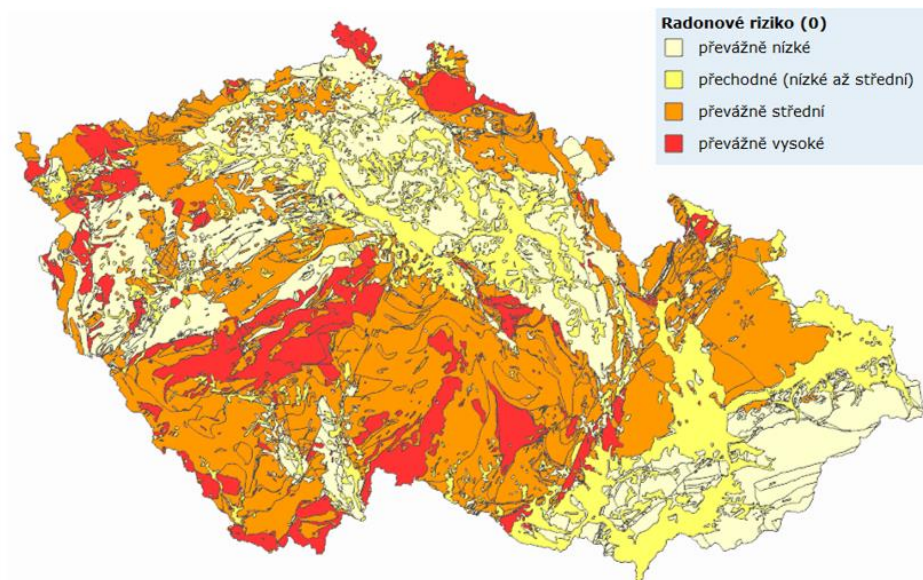 Radonové riziko (0)
převážně nízké
přechodné (nízké až střední)
převážně střední
převážně vysoké